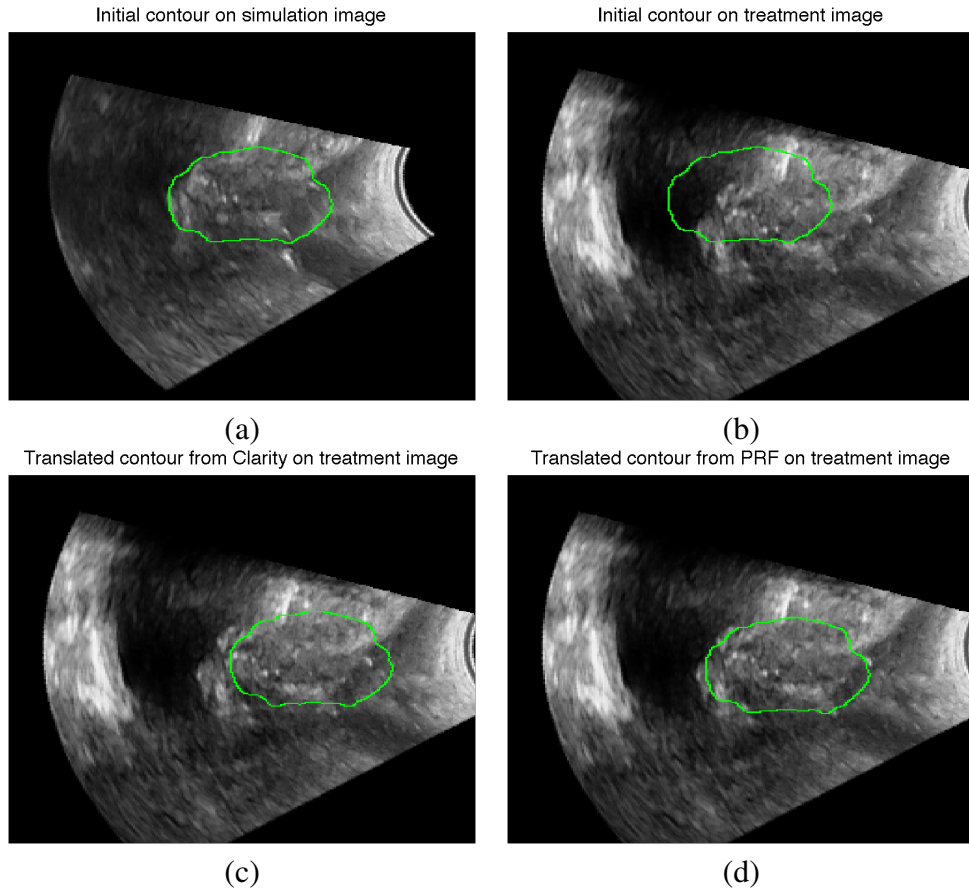 Initial contour on simulation image
Initial contour on treatment image
(a)
(b)
Translated contour from Clarity on treatment image
Translated contour from PRF on treatment image
(c)
(d)